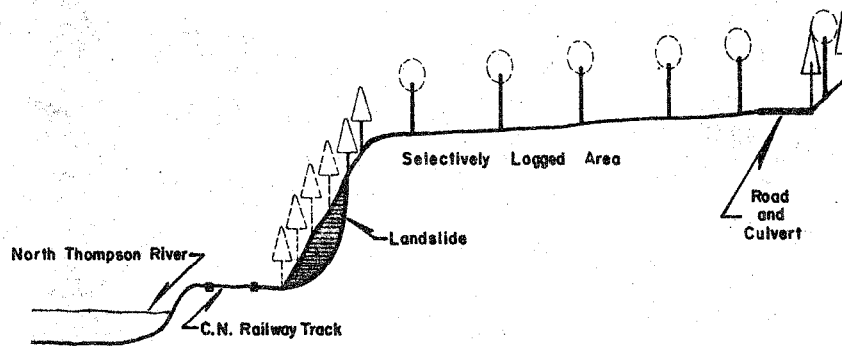 Selectively Logged Area
Road
and
Culvert
Landslide
North Thompson River
C.N. Railway Track